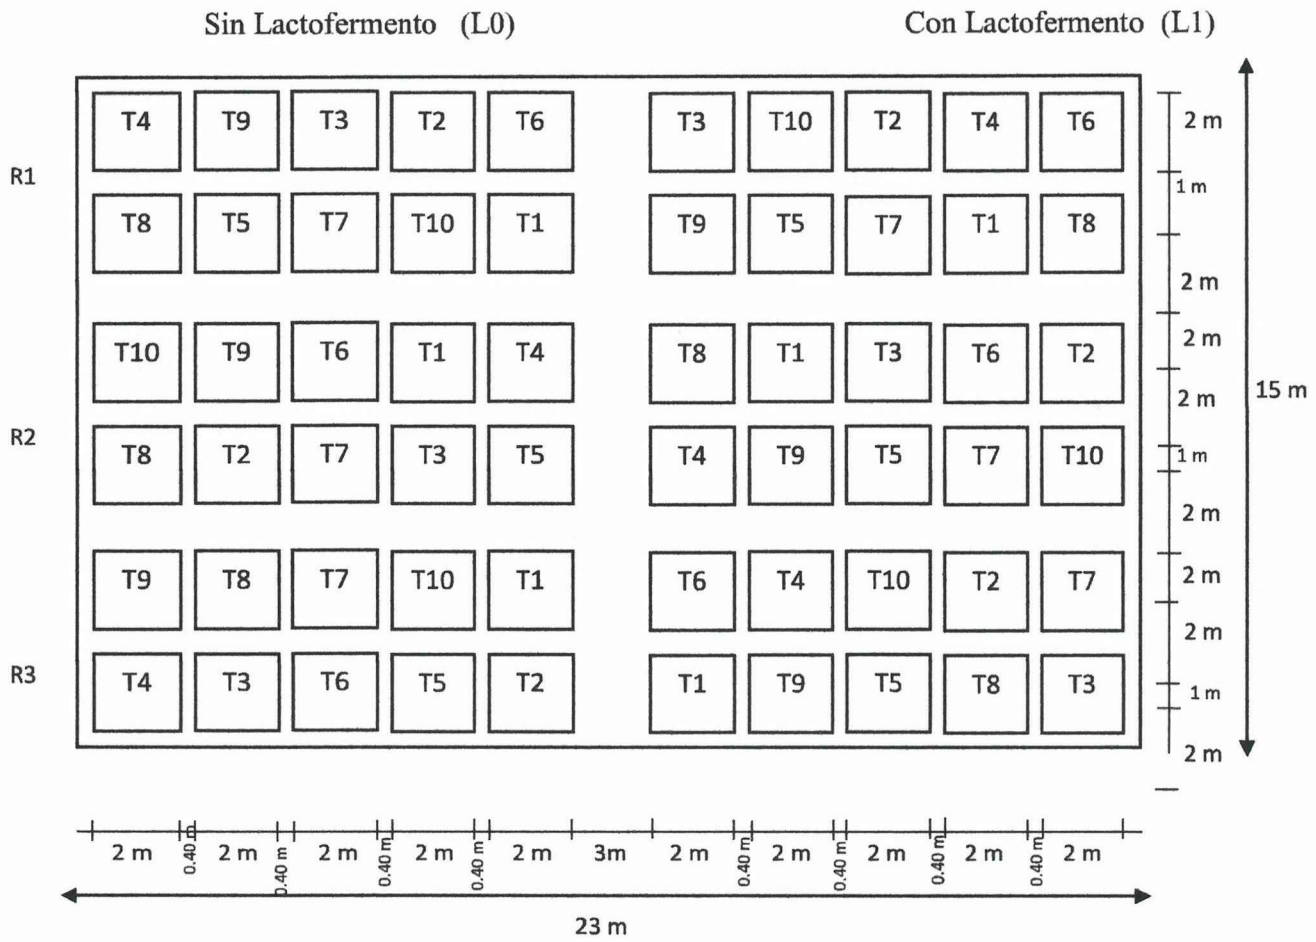 Sin Lactofermento (L0) Con Lactofermento (L1)
T4 T9 T3 T2 T6 T3 T10 T2 T4 T6 2 m
R1
1 m
T8 T5 T7 T10 T1 T9 T5 T7 T1 T8
2 m
T10 T9 T6 T1 T4 T8 T1 T3 T6 T2 2 m
15 m
2 m
R2
T8 T2 T7 T3 T5 T4 T9 T5 T7 T10 1 m
2 m
T9 T8 T7 T10 T1 T6 T4 T10 T2 T7 2 m
2 m
R3
T4 T3 T6 T5 T2 T1 T9 T5 T8 T3 1 m
2 m
2 m 0.40 m 2 m 0.40 m 2 m 0.40 m 2 m 0.40 m 2 m 3m 2 m 0.40 m 2 m 0.40 m 2 m 0.40 m 2 m 0.40 m 2 m
23 m